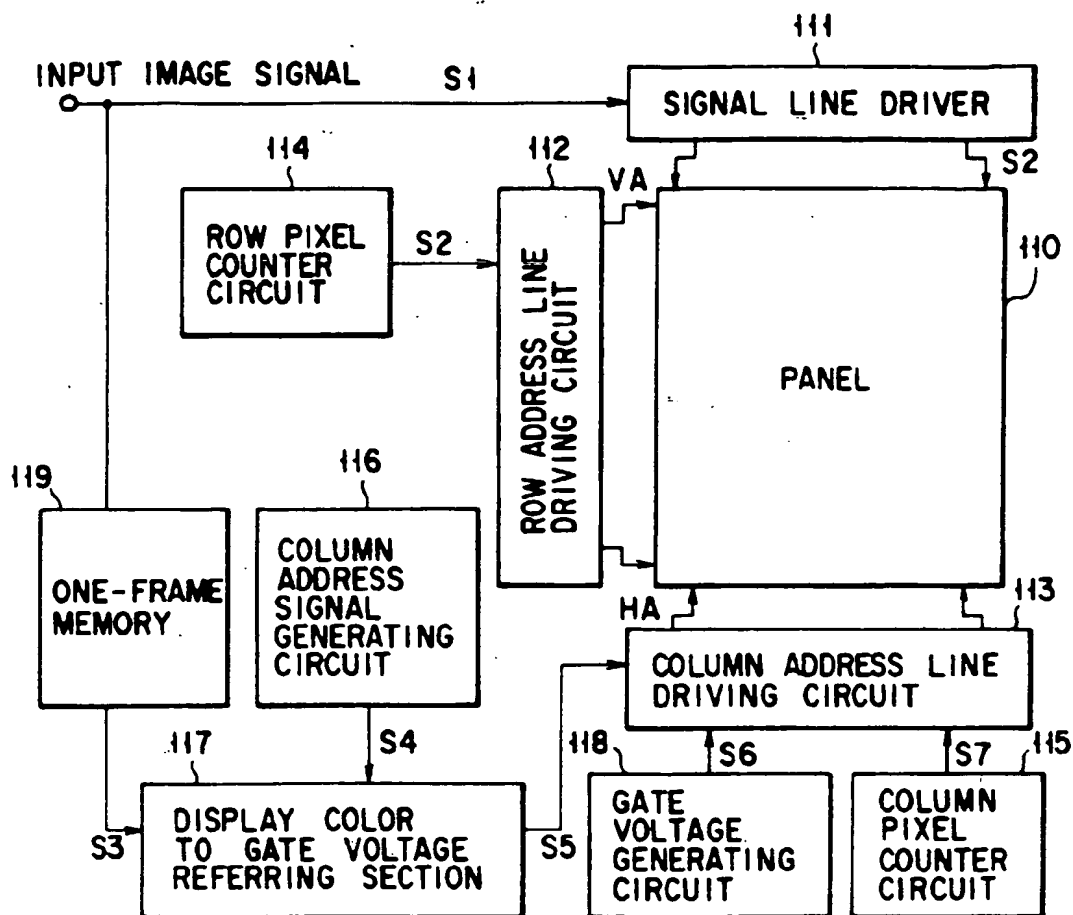 111
INPUT IMAGE SIGNAL
S1
SIGNAL LINE DRIVER
114
112
VA
S2
ROW PIXEL
COUNTER
CIRCUIT
S2
ROW ADDRESS LINE
DRIVING CIRCUIT
110
PANEL
119
116
ONE-FRAME
MEMORY
COLUMN
ADDRESS
SIGNAL
GENERATING
CIRCUIT
HA
113
COLUMN ADDRESS LINE
DRIVING CIRCUIT
117
S4
118
S6
S7
115
S3
DISPLAY COLOR
TO GATE VOLTAGE
REFERRING SECTION
S5
GATE
VOLTAGE
GENERATING
CIRCUIT
COLUMN
PIXEL
COUNTER
CIRCUIT